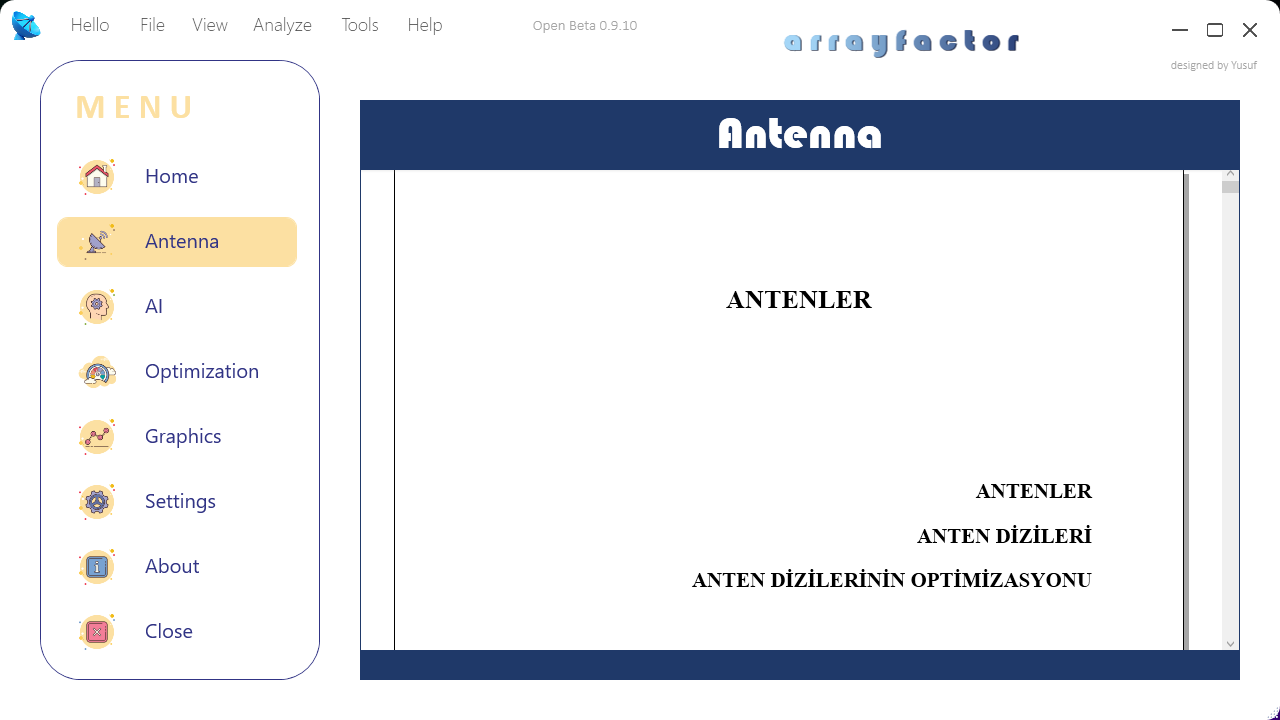 Hello File View Analyze Tools Help
Open Beta 0.9.10
arrayfactor
designed by Yusuf
MENU
Home
Antenna
AI
Optimization
Graphics
Settings
About
Close
Antenna
ANTENLER
ANTENLER
ANTEN DİZİLERİ
ANTEN DİZİLERİNİN OPTİMİZASYONU